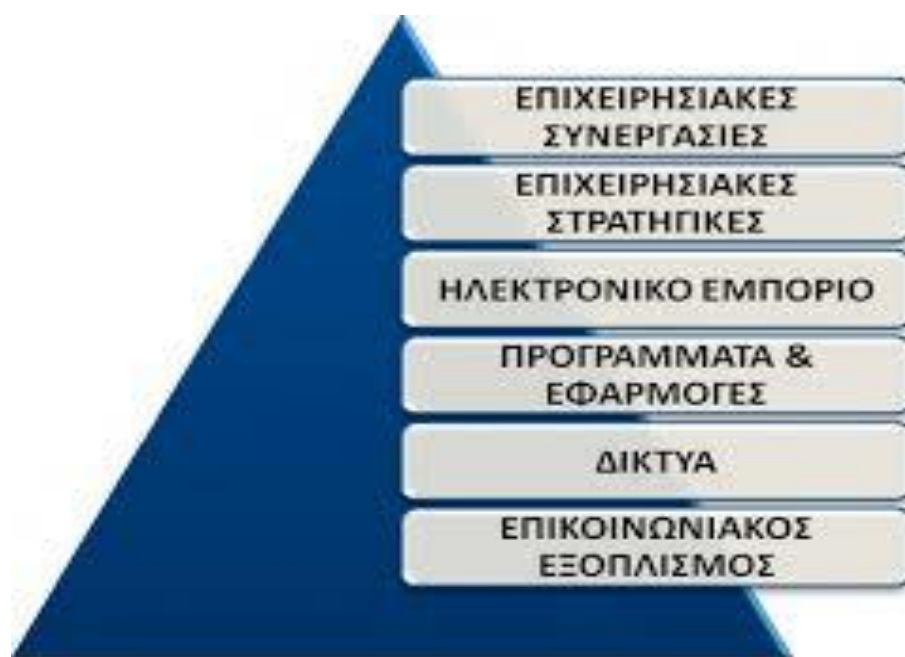 ΕΠΙΧΕΙΡΗΣΙΑΚΕΣ
ΣΥΝΕΡΓΑΣΙΕΣ
ΕΠΙΧΕΙΡΗΣΙΑΚΕΣ
ΣΤΡΑΤΗΓΙΚΕΣ
ΗΛΕΚΤΡΟΝΙΚΟ ΕΜΠΟΡΙΟ
ΠΡΟΓΡΑΜΜΑΤΑ &
ΕΦΑΡΜΟΓΕΣ
ΔΙΚΤΥΑ
ΕΠΙΚΟΙΝΩΝΙΑΚΟΣ
ΕΞΟΠΛΙΣΜΟΣ